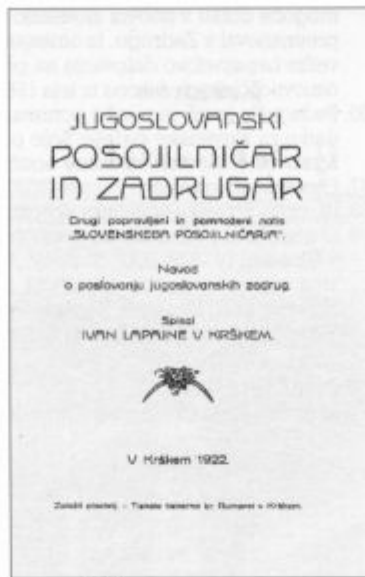 JUGOSLOVANSKI
POSOJILNIČAR
IN ZADRUGAR
Drugi popravljeni in pomnoženi natis
„SLOVENSKEGA POSOJILNIČARJA“.
Navod
o poslovanju jugoslovanskih zadrug.
Spisal
IVAN LAPAJNE V KRŠKEM.
V Krškem 1922.
Založil pisatelj. – Tiskala tiskarna
v Krškem.